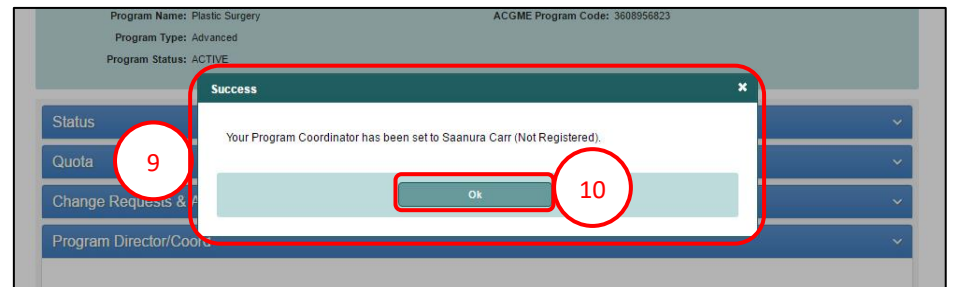 Program Name: Plastic Surgery ACGME Program Code: 3608956823
Program Type: Advanced
Program Status: ACTIVE
Success
Your Program Coordinator has been set to Saanura Carr (Not Registered).
Ok
10
9
Status
Quota
Change Requests & A
Program Director/Coord